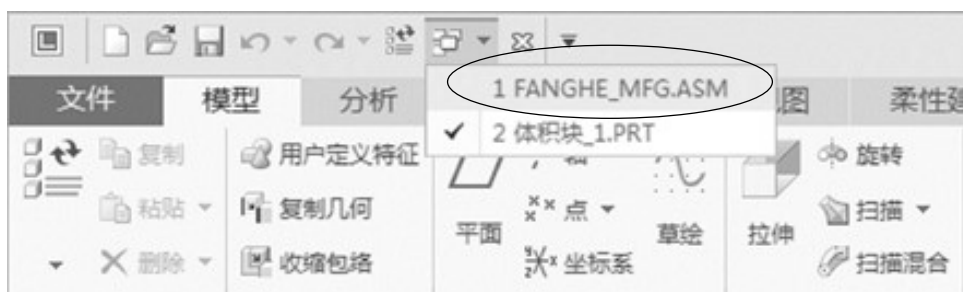 1 FANGHE_MFG.ASM
文件 模型 分析 图 柔性建
✓ 2 体积块_1.PRT
复制 用户定义特征 轴 旋转
粘贴 复制几何 平面 点 草绘 拉伸 扫描
删除 收缩包络 坐标系 扫描混合